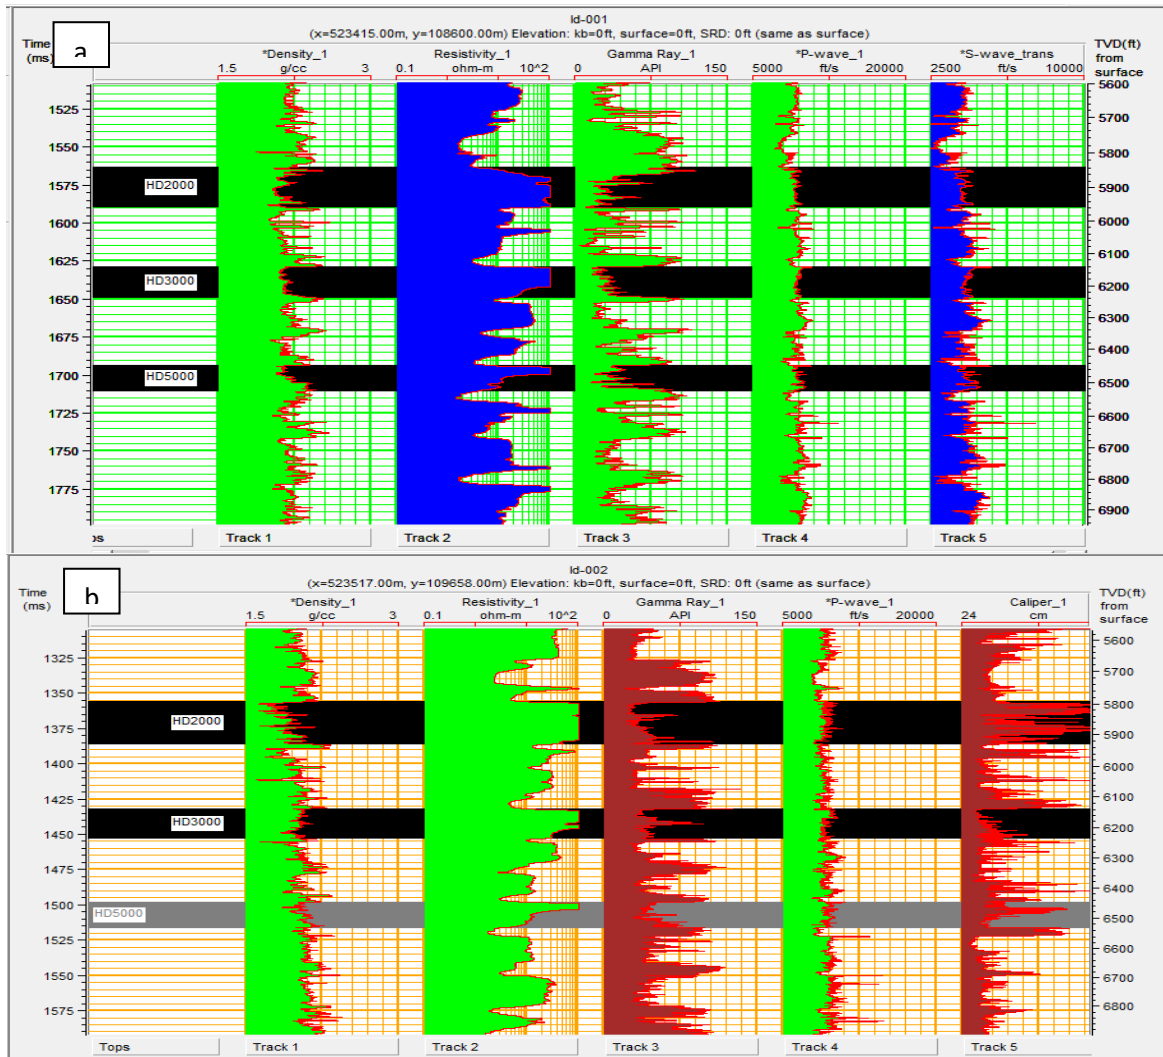 a
ld-001
(x=523415.00m, y=108600.00m) Elevation: kb=0ft, surface=0ft, SRD: 0ft (same as surface)
Time
(ms)
*Density_1
1.5 g/cc 3
Resistivity_1
0.1 ohm-m 10^2
Gamma Ray_1
0 API 150
*P-wave_1
5000 ft/s 20000
*S-wave_trans
2500 ft/s 10000
TVD(ft)
from
surface
1525
1550
1575
1600
1625
1650
1675
1700
1725
1750
1775
HD2000
HD3000
HD5000
5600
5700
5800
5900
6000
6100
6200
6300
6400
6500
6600
6700
6800
6900
ps
Track 1
Track 2
Track 3
Track 4
Track 5
b
ld-002
(x=523517.00m, y=109658.00m) Elevation: kb=0ft, surface=0ft, SRD: 0ft (same as surface)
Time
(ms)
*Density_1
1.5 g/cc 3
Resistivity_1
0.1 ohm-m 10^2
Gamma Ray_1
0 API 150
*P-wave_1
5000 ft/s 20000
Caliper_1
24 cm
TVD(ft)
from
surface
1325
1350
1375
1400
1425
1450
1475
1500
1525
1550
1575
HD2000
HD3000
HD5000
5600
5700
5800
5900
6000
6100
6200
6300
6400
6500
6600
6700
6800
Tops
Track 1
Track 2
Track 3
Track 4
Track 5